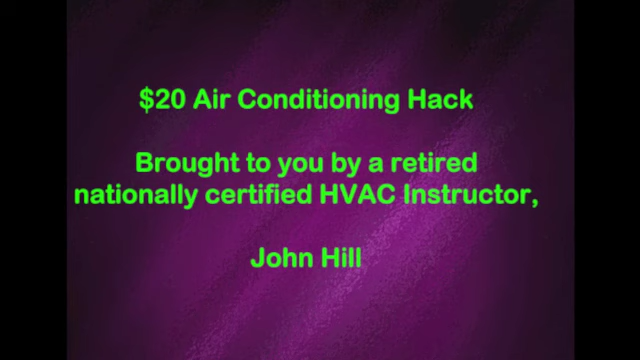 $20 Air Conditioning Hack
Brought to you by a retired
nationally certified HVAC Instructor,
John Hill